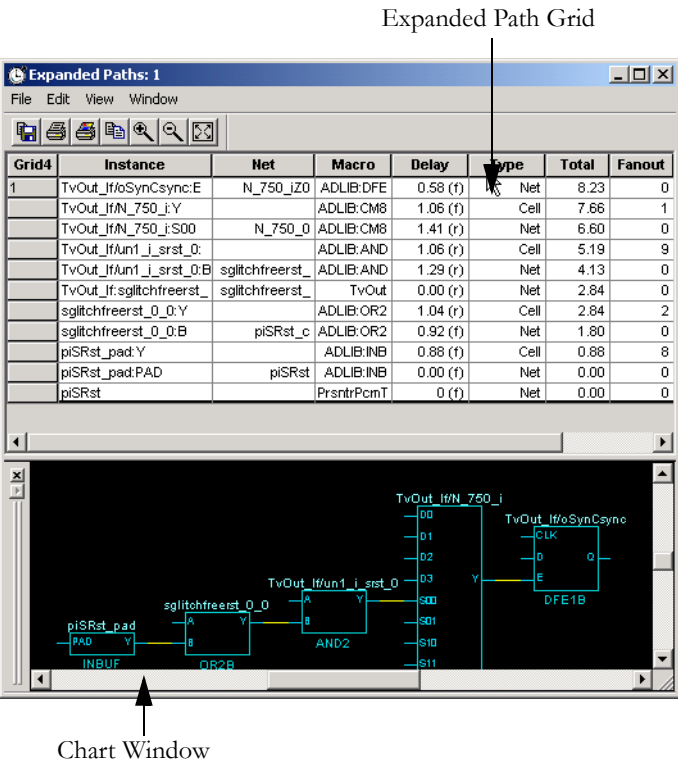 Expanded Path Grid
Expanded Paths: 1
File Edit View Window
Grid4 Instance Net Macro Delay Type Total Fanout
1 TvOut_If/oSynCsync:E N_750_iZ0 ADLIB:DFE 0.58 (f) Net 8.23 0
TvOut_If/N_750_i:Y ADLIB:CM8 1.06 (f) Cell 7.66 1
TvOut_If/N_750_i:S00 N_750_0 ADLIB:CM8 1.41 (r) Net 6.60 0
TvOut_If/un1_i_srst_0: ADLIB:AND 1.06 (r) Cell 5.19 9
TvOut_If/un1_i_srst_0:B sglitchfreerst_ ADLIB:AND 1.29 (r) Net 4.13 0
TvOut_If:sglitchfreerst_ sglitchfreerst_ TvOut 0.00 (r) Net 2.84 0
sglitchfreerst_0_0:Y ADLIB:OR2 1.04 (r) Cell 2.84 2
sglitchfreerst_0_0:B piSRst_c ADLIB:OR2 0.92 (f) Net 1.80 0
piSRst_pad:Y ADLIB:INB 0.88 (f) Cell 0.88 8
piSRst_pad:PAD piSRst ADLIB:INB 0.00 (f) Net 0.00 0
piSRst PrsntrPcmT 0 (f) Net 0.00 0
TvOut_If/N_750_i
D0
TvOut_If/oSynCsync
CLK
D1
D2
D Q
TvOut_If/un1_i_srst_0
D3 Y E
sglitchfreerst_0_0
A Y S00
DFE1B
piSRst_pad
A Y B S01
PAD Y B AND2 S10
INBUF OR2B S11
Chart Window